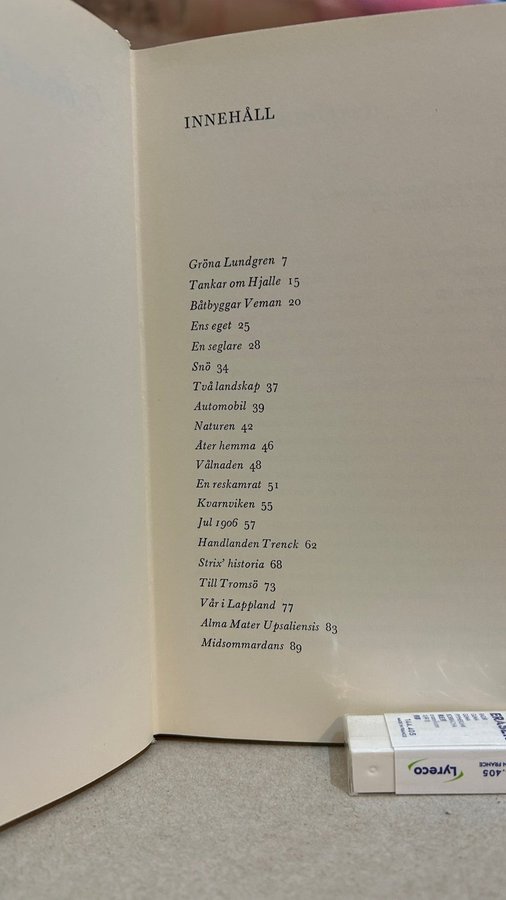 INNEHÅLL
Gröna Lundgren 7
Tankar om Hjalle 15
Båtbyggar Veman 20
Ens eget 25
En seglare 28
Snö 34
Två landskap 37
Automobil 39
Naturen 42
Åter hemma 46
Vålnaden 48
En reskamrat 51
Kvarnviken 55
Jul 1906 57
Handlanden Trenck 62
Strix' historia 68
Till Tromsö 73
Vår i Lappland 77
Alma Mater Upsaliensis 83
Midsommardans 89
Lyreco